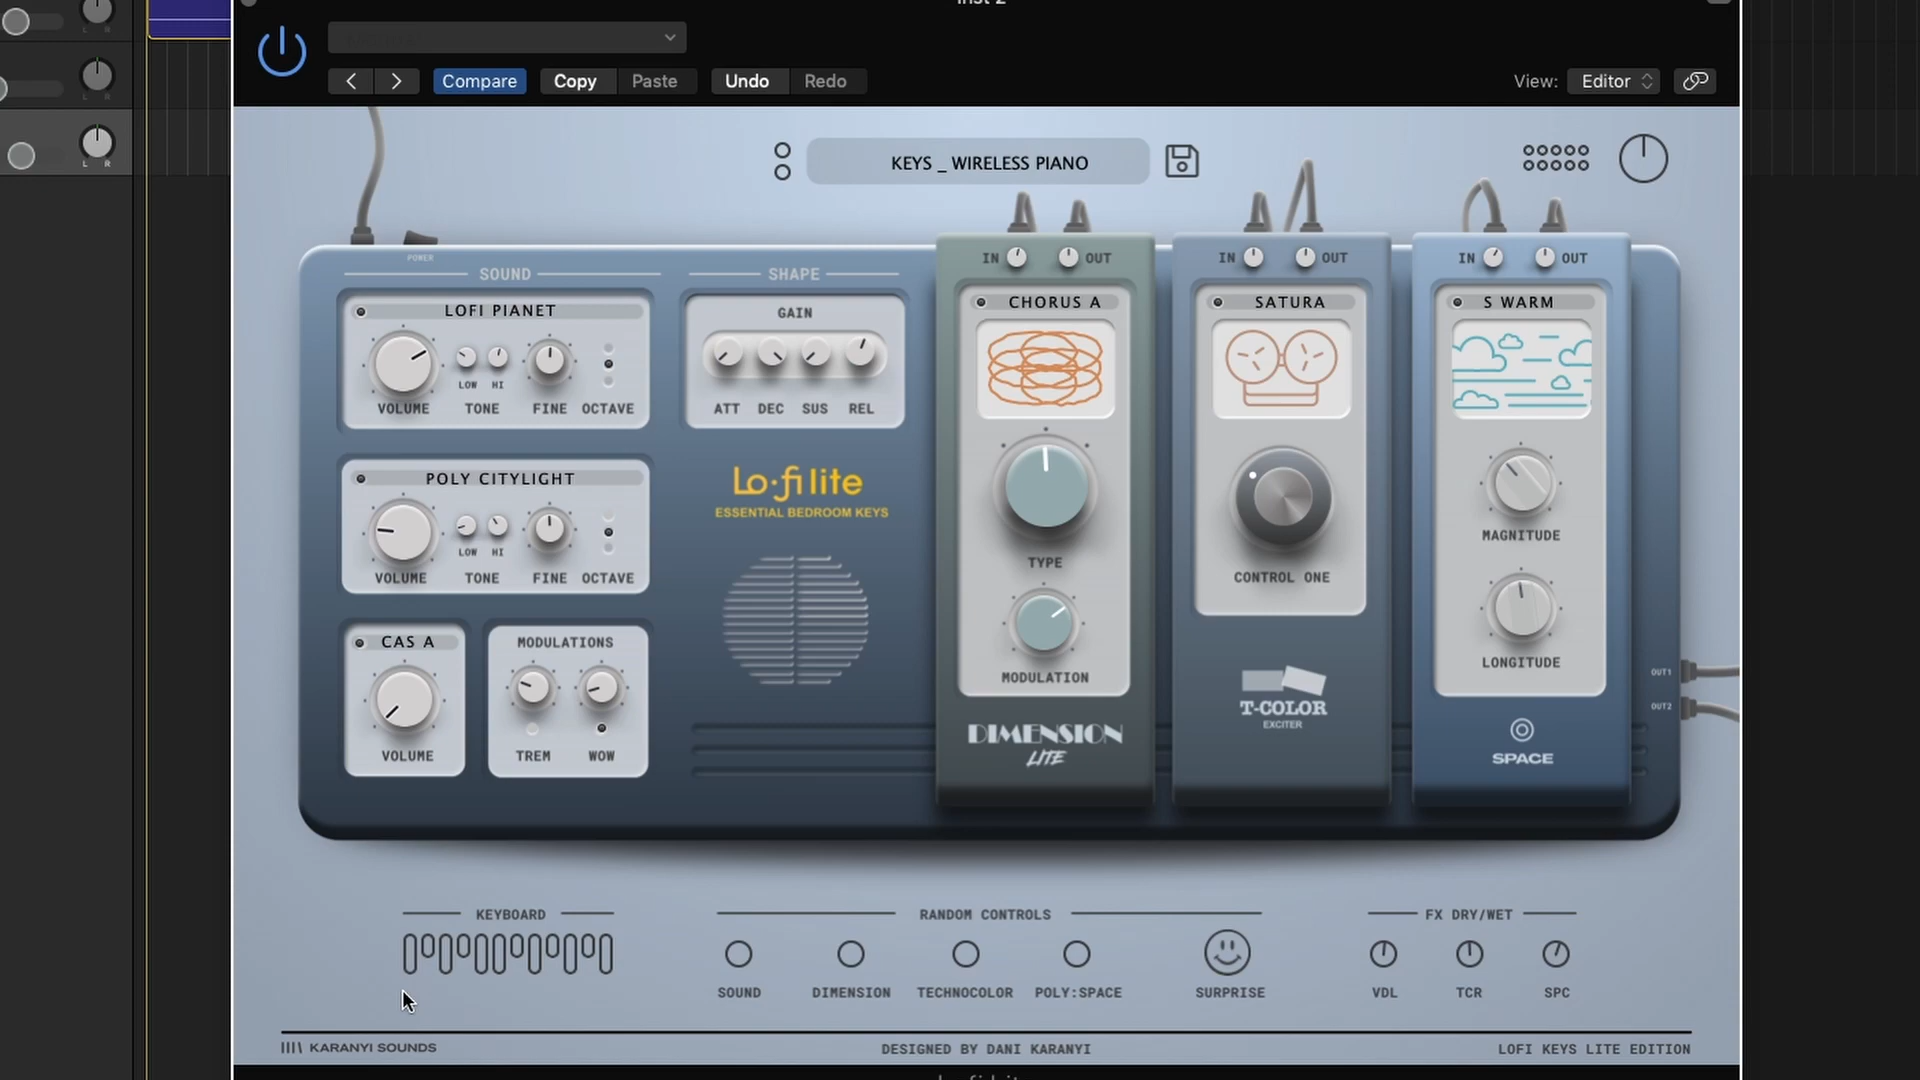 Inst 2
Compare
Copy
Paste
Undo
Redo
View:
Editor
KEYS _ WIRELESS PIANO
L R
L R
POWER
SOUND
SHAPE
IN
OUT
IN
OUT
IN
OUT
LOFI PIANET
GAIN
CHORUS A
SATURA
S WARM
LOW HI
VOLUME
TONE
FINE
OCTAVE
ATT DEC SUS REL
POLY CITYLIGHT
Lo·fi lite
ESSENTIAL BEDROOM KEYS
LOW HI
VOLUME
TONE
FINE
OCTAVE
TYPE
CONTROL ONE
MAGNITUDE
CAS A
MODULATIONS
LONGITUDE
MODULATION
OUT1
OUT2
VOLUME
TREM
WOW
DIMENSION
LITE
T-COLOR
EXCITER
SPACE
KEYBOARD
RANDOM CONTROLS
FX DRY/WET
SOUND
DIMENSION
TECHNOCOLOR
POLY:SPACE
SURPRISE
VDL
TCR
SPC
KARANYI SOUNDS
DESIGNED BY DANI KARANYI
LOFI KEYS LITE EDITION